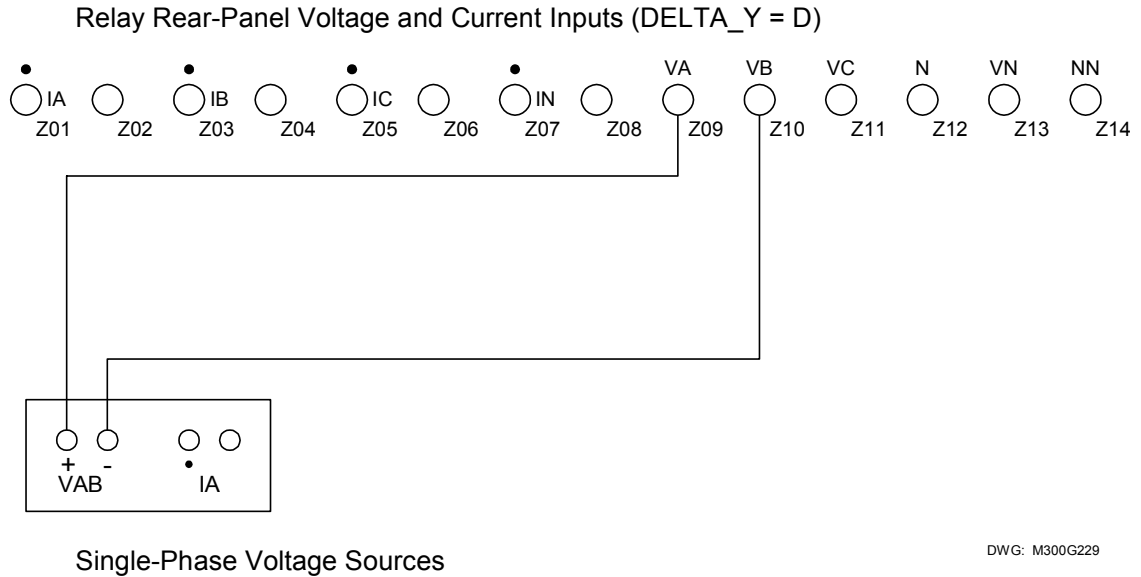 Relay Rear-Panel Voltage and Current Inputs (DELTA_Y = D)
VA VB VC N VN NN
IA IB IC IN
Z01 Z02 Z03 Z04 Z05 Z06 Z07 Z08 Z09 Z10 Z11 Z12 Z13 Z14
+ -
VAB IA
Single-Phase Voltage Sources
DWG: M300G229